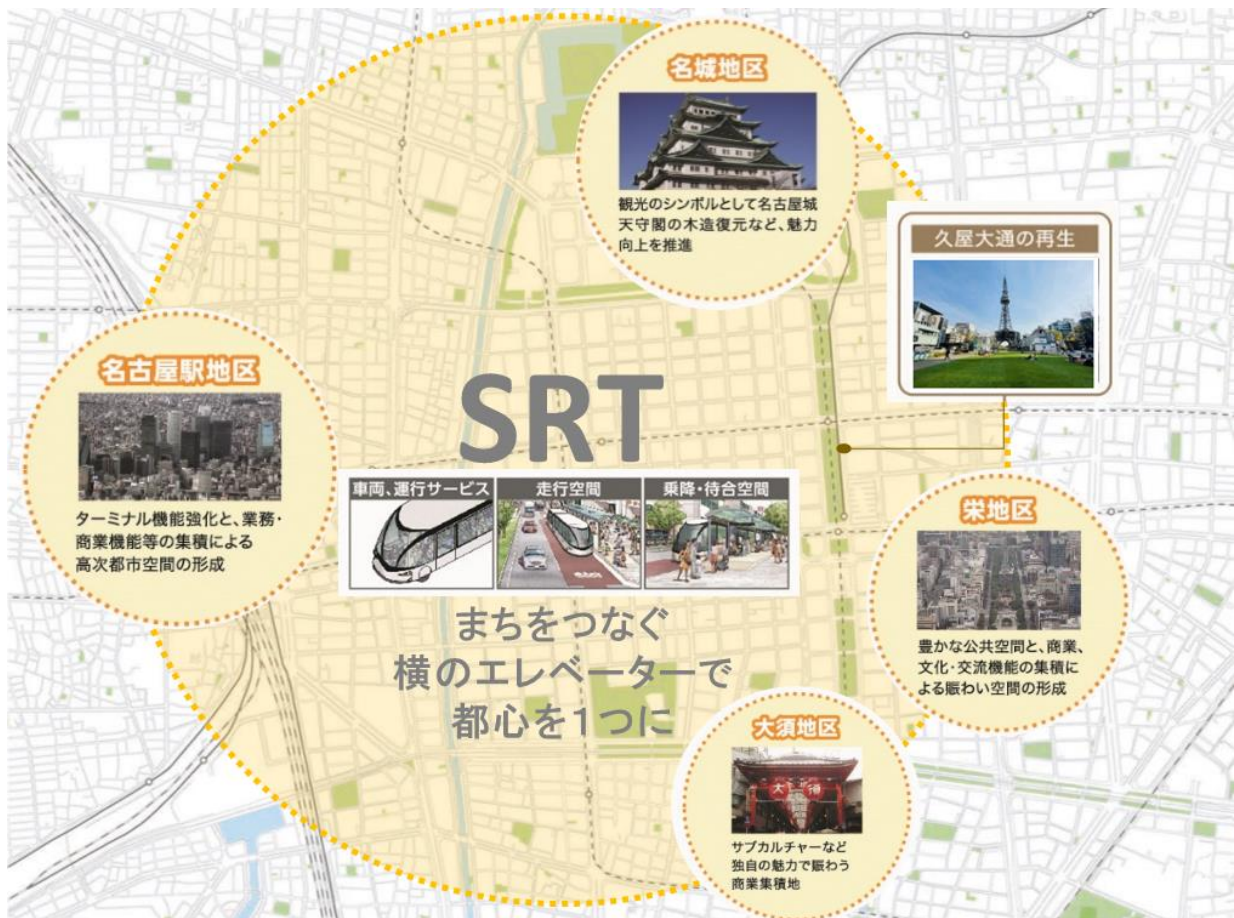 名城地区
観光のシンボルとして名古屋城
天守閣の木造復元など、魅力
向上を推進
久屋大通の再生
名古屋駅地区
ターミナル機能強化と、業務・
商業機能等の集積による
高次都市空間の形成
SRT
車両、運行サービス
走行空間
乗降・待合空間
まちをつなぐ
横のエレベーターで
都心を1つに
栄地区
豊かな公共空間と、商業、
文化・交流機能の集積に
よる賑わい空間の形成
大須地区
サブカルチャーなど
独自の魅力で賑わう
商業集積地